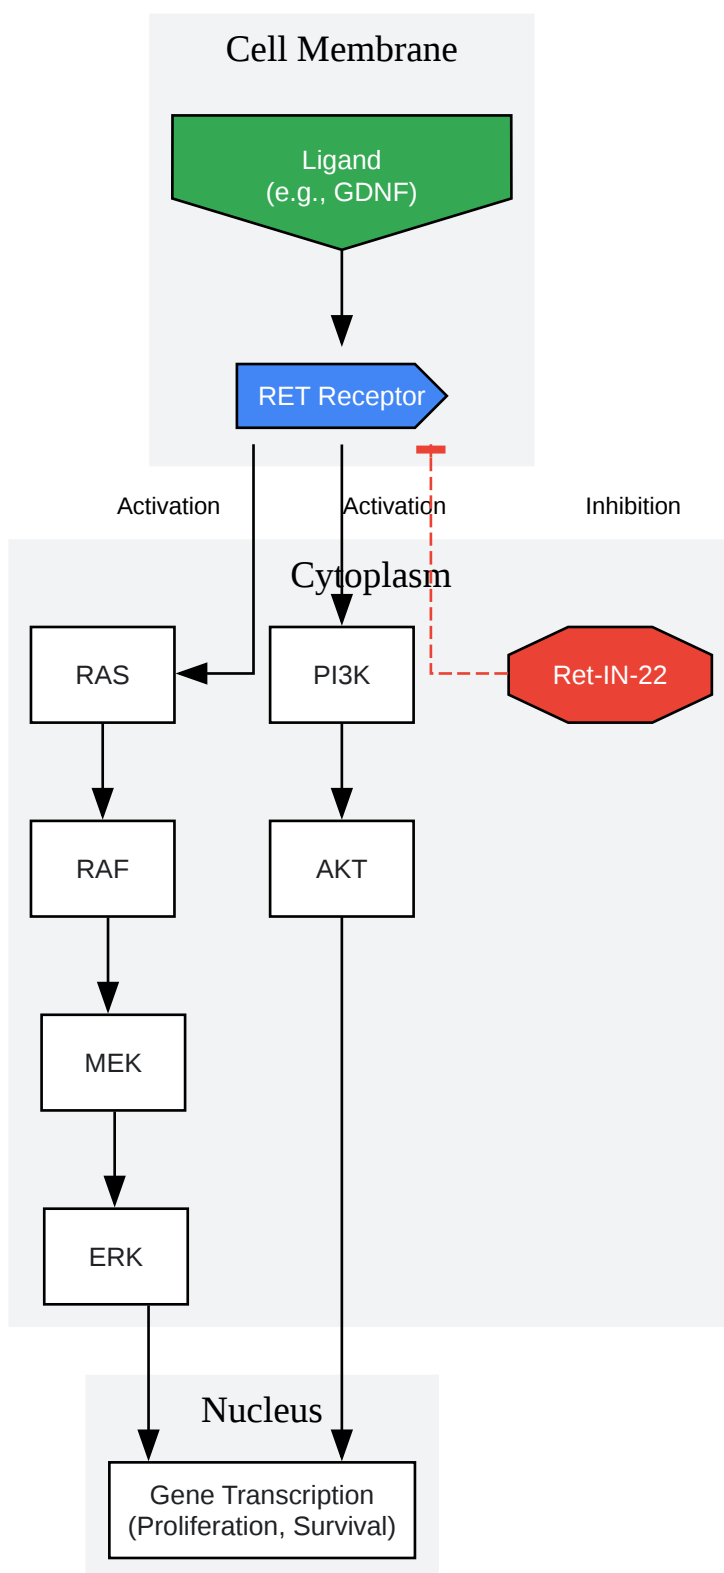 Cell Membrane
Ligand
(e.g., GDNF)
RET Receptor
Activation
Activation
Inhibition
Cytoplasm
RAS
PI3K
Ret-IN-22
RAF
AKT
MEK
ERK
Nucleus
Gene Transcription
(Proliferation, Survival)